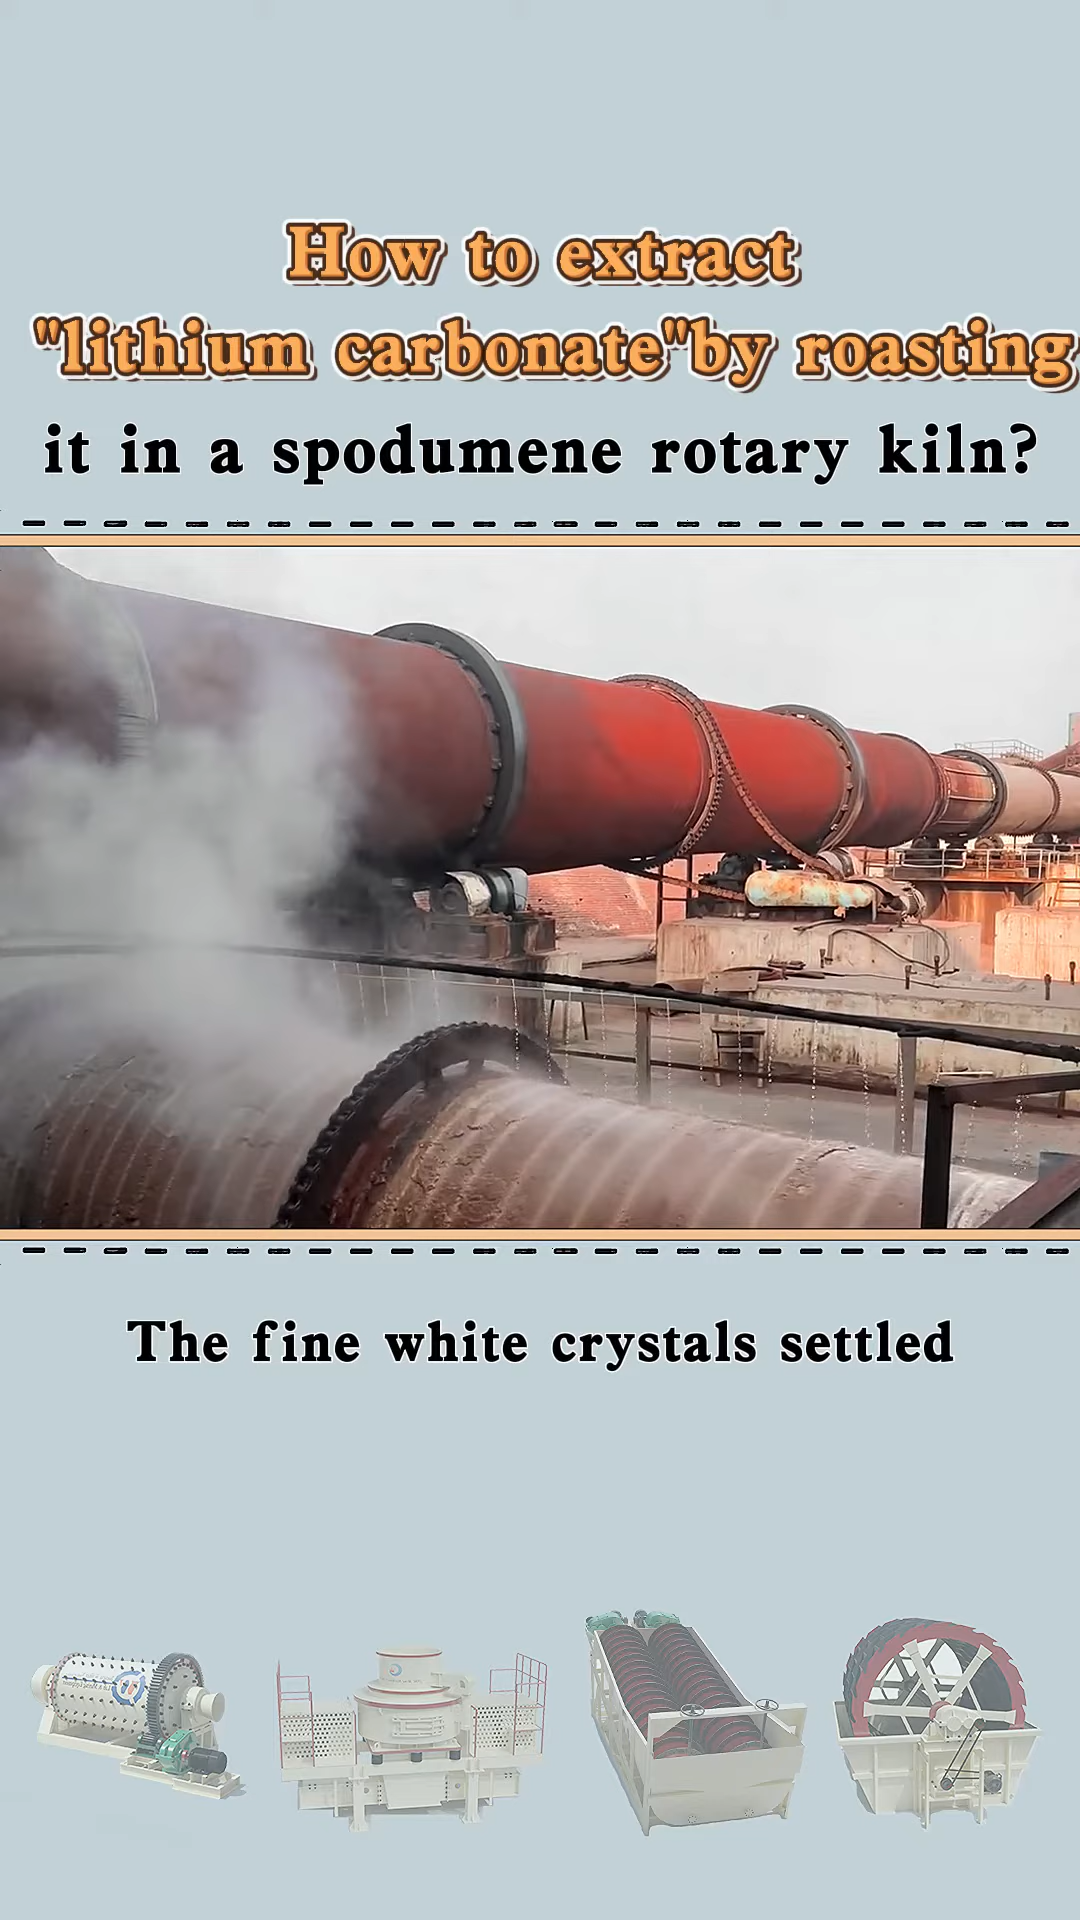 How to extract
"lithium carbonate"by roasting
it in a spodumene rotary kiln?
The fine white crystals settled